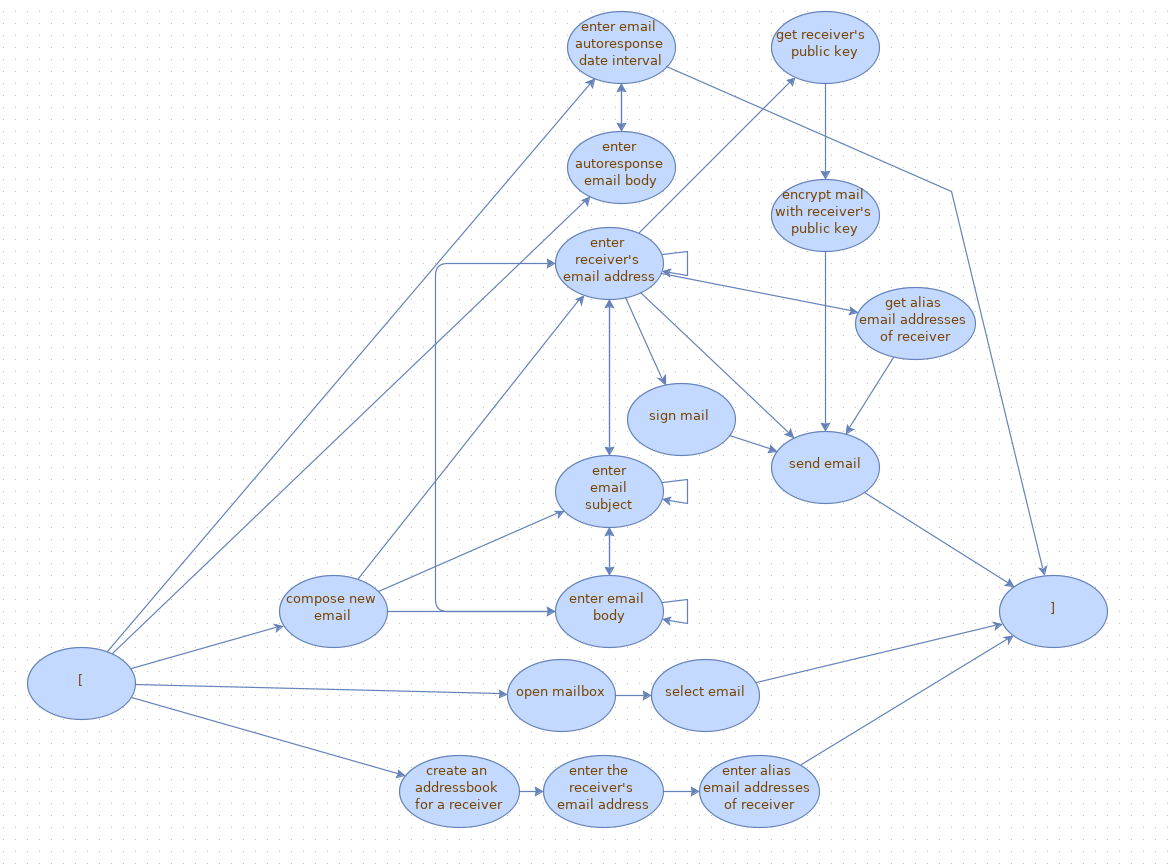 enter email
autoresponse
date interval
get receiver's
public key
enter
autoresponse
email body
encrypt mail
with receiver's
public key
enter
receiver's
email address
get alias
email addresses
of receiver
sign mail
send email
enter
email
subject
compose new
email
enter email
body
]
[
open mailbox
select email
create an
addressbook
for a receiver
enter the
receiver's
email address
enter alias
email addresses
of receiver